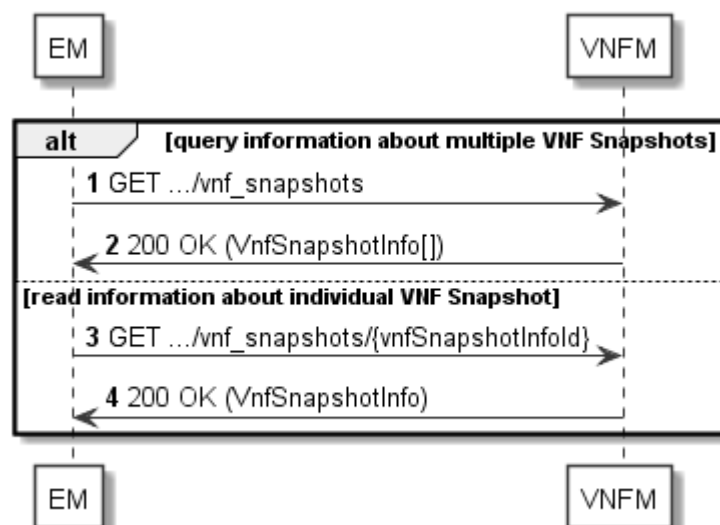 EM VNFM
alt [query information about multiple VNF Snapshots]
1 GET .../vnf_snapshots
2 200 OK (VnfSnapshotInfo[])
[read information about individual VNF Snapshot]
3 GET .../vnf_snapshots/{vnfSnapshotInfoId}
4 200 OK (VnfSnapshotInfo)
EM VNFM